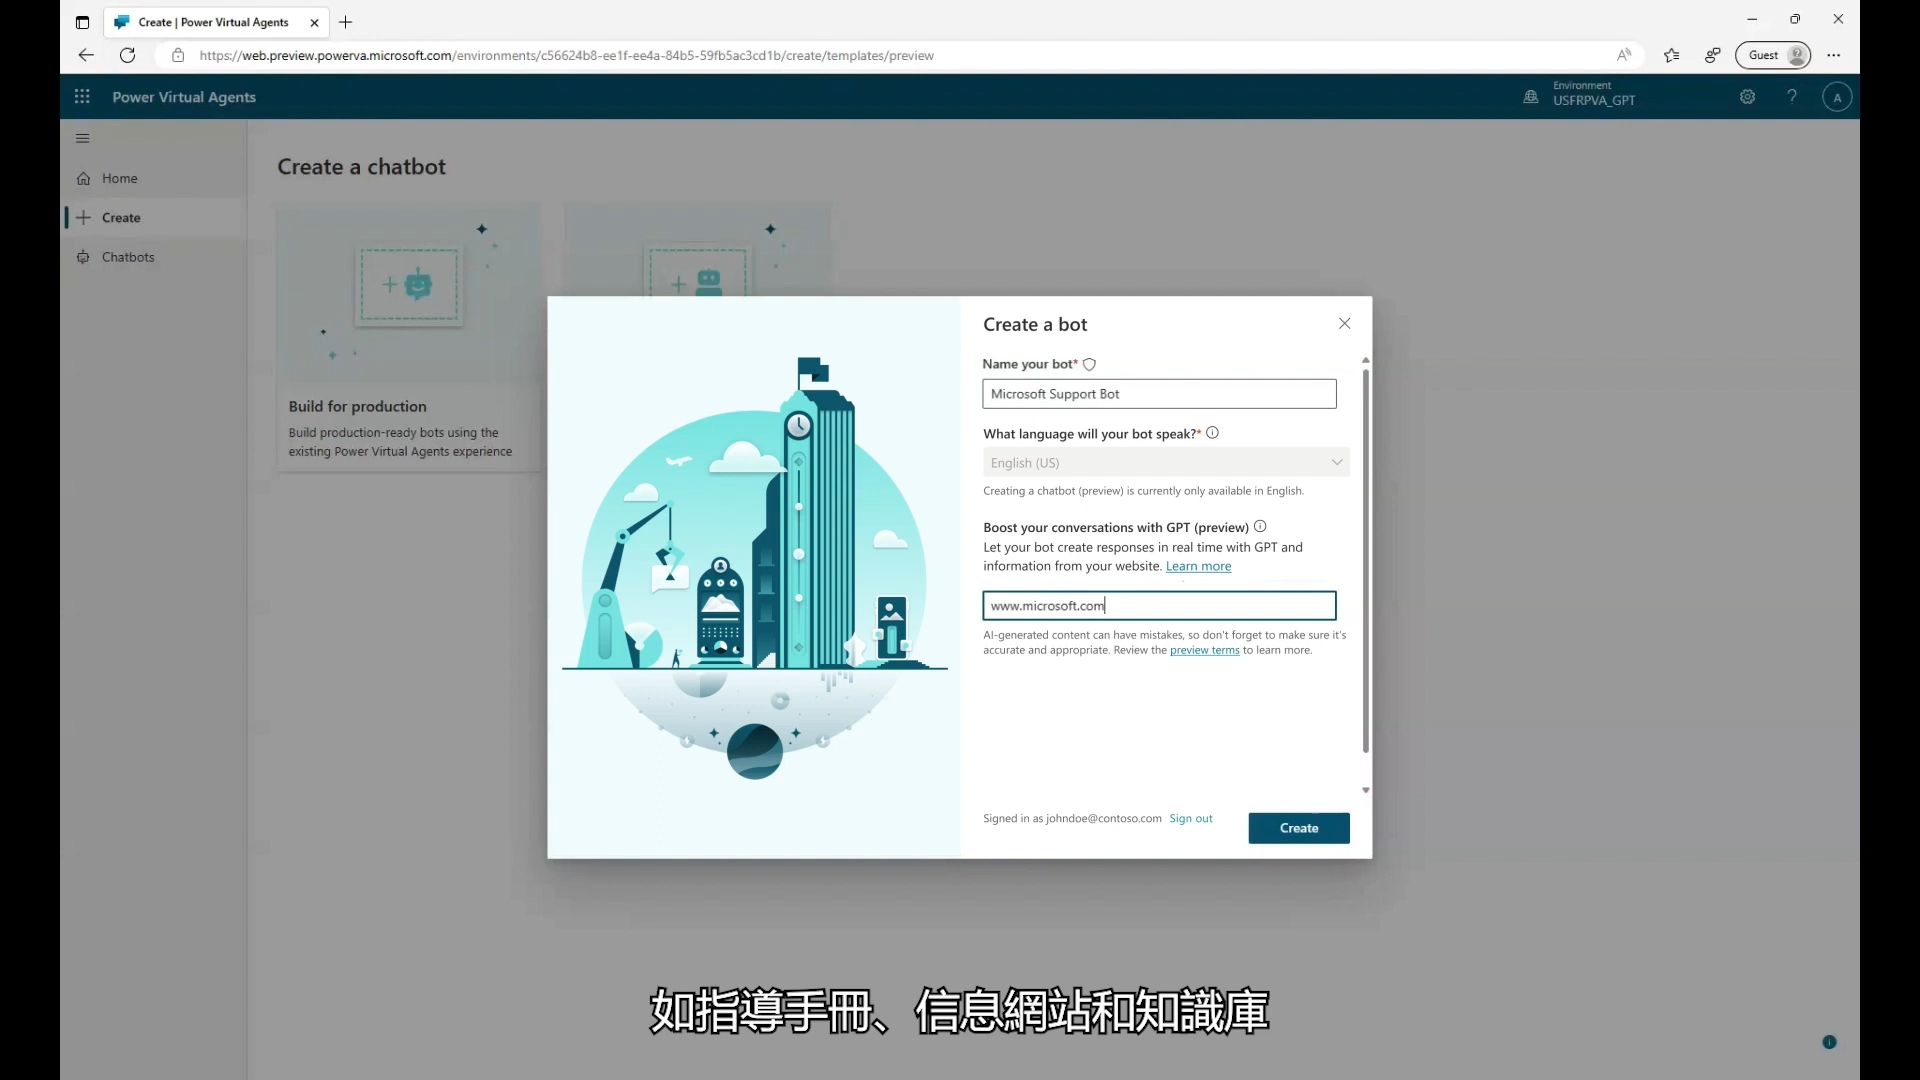 Create | Power Virtual Agents
https://web.preview.powerva.microsoft.com/environments/c56624b8-ee1f-ee4a-84b5-59fb5ac3cd1b/create/templates/preview
Guest
Power Virtual Agents
Environment
USFRPVA_GPT
?
A
Home
Create
Chatbots
Create a chatbot
Build for production
Build production-ready bots using the
existing Power Virtual Agents experience
Create a bot
Name your bot*
Microsoft Support Bot
What language will your bot speak?*
English (US)
Creating a chatbot (preview) is currently only available in English.
Boost your conversations with GPT (preview)
Let your bot create responses in real time with GPT and
information from your website. Learn more
www.microsoft.com
AI-generated content can have mistakes, so don't forget to make sure it's
accurate and appropriate. Review the preview terms to learn more.
Signed in as johndoe@contoso.com Sign out
Create
如指導手冊、信息網站和知識庫